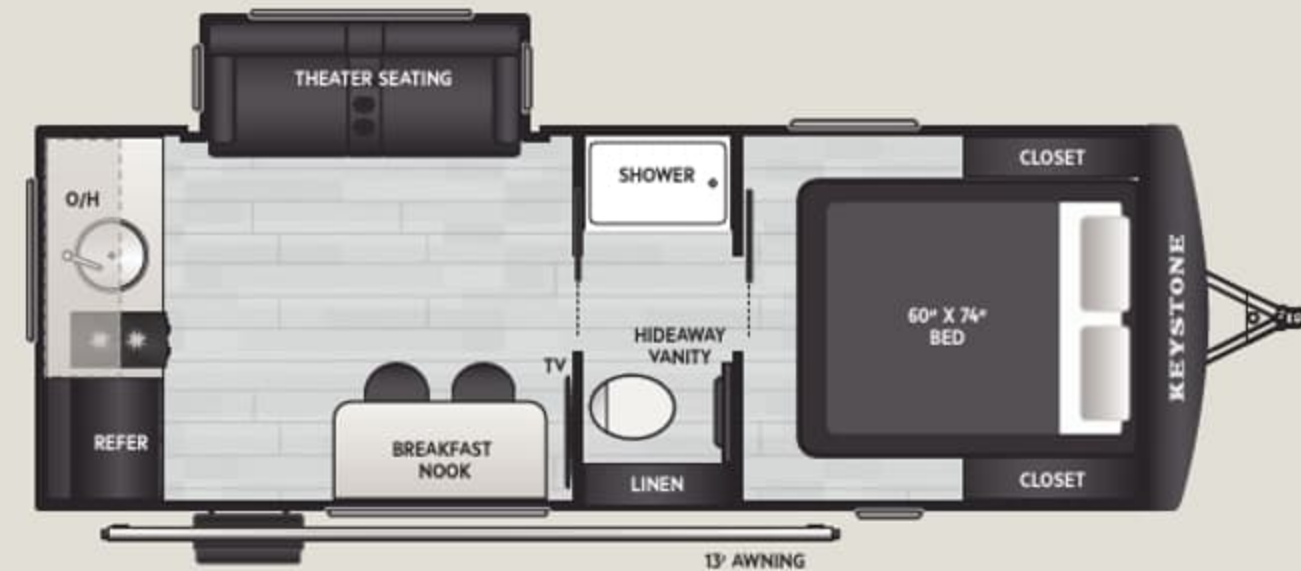 THEATER SEATING
O/H
SHOWER
CLOSET
60" X 74"
BED
KEYSTONE
HIDEAWAY
VANITY
TV
REFER
BREAKFAST
NOOK
LINEN
CLOSET
13' AWNING